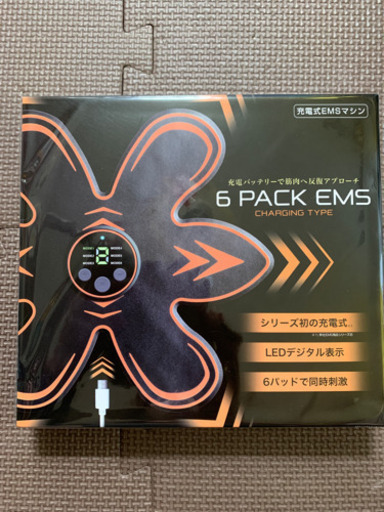 充電式EMSマシン
充電バッテリーで筋肉へ反復アプローチ
6 PACK EMS
CHARGING TYPE
シリーズ初の充電式
LEDデジタル表示
6パッドで同時刺激
8